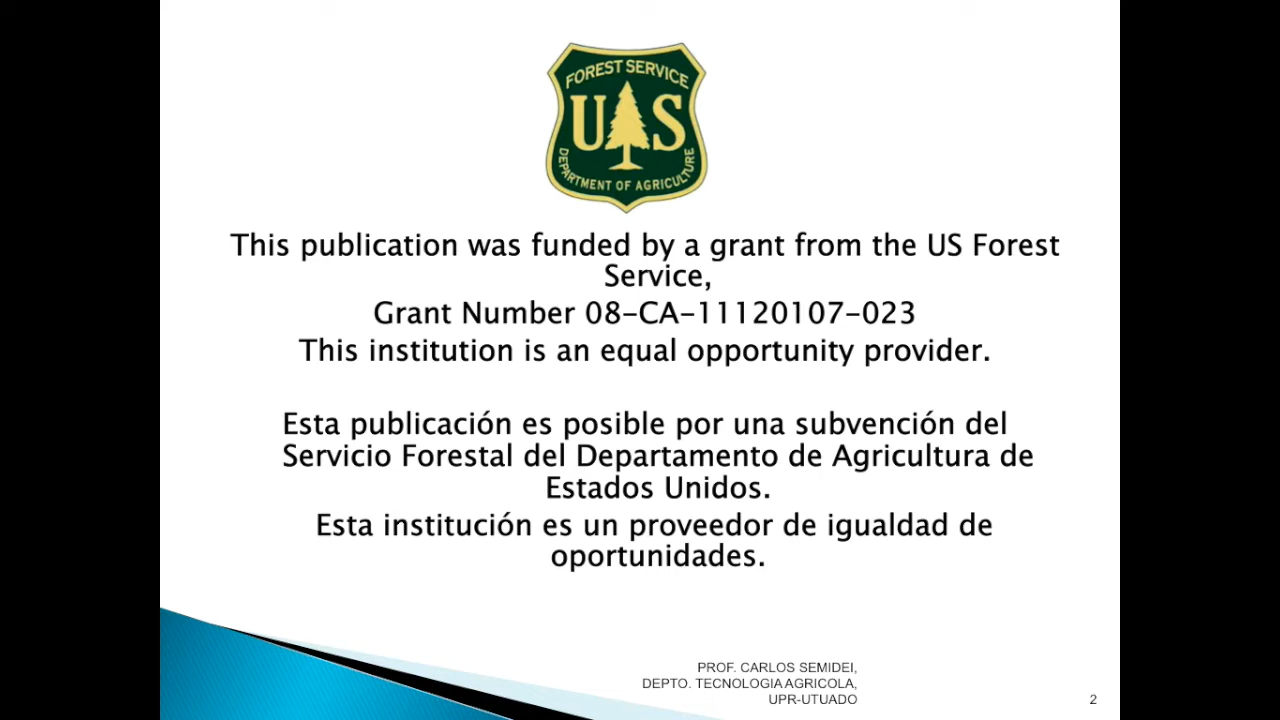 FOREST SERVICE
U S
DEPARTMENT OF AGRICULTURE
This publication was funded by a grant from the US Forest
Service,
Grant Number 08-CA-11120107-023
This institution is an equal opportunity provider.
Esta publicación es posible por una subvención del
Servicio Forestal del Departamento de Agricultura de
Estados Unidos.
Esta institución es un proveedor de igualdad de
oportunidades.
PROF. CARLOS SEMIDEI,
DEPTO. TECNOLOGIA AGRICOLA,
UPR-UTUADO
2